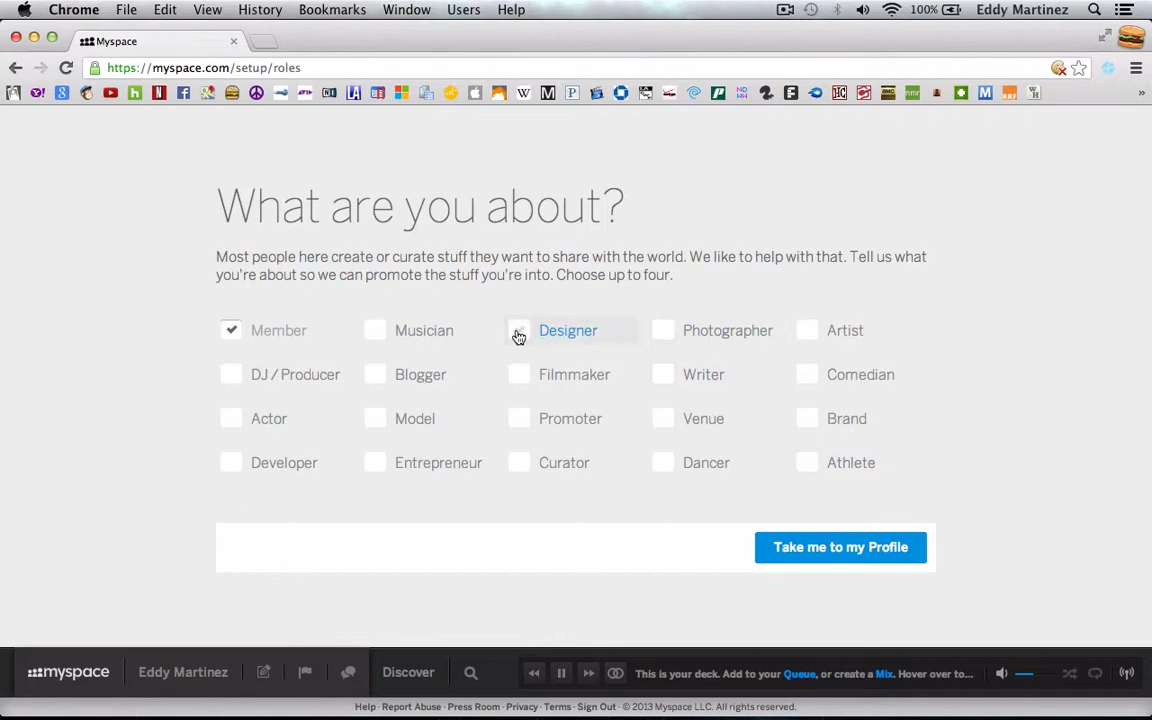 Chrome File Edit View History Bookmarks Window Users Help 100% Eddy Martinez
Myspace
https://myspace.com/setup/roles
What are you about?
Most people here create or curate stuff they want to share with the world. We like to help with that. Tell us what
you're about so we can promote the stuff you're into. Choose up to four.
Member Musician Designer Photographer Artist
DJ / Producer Blogger Filmmaker Writer Comedian
Actor Model Promoter Venue Brand
Developer Entrepreneur Curator Dancer Athlete
Take me to my Profile
myspace Eddy Martinez Discover This is your deck. Add to your Queue, or create a Mix. Hover over to...
Help · Report Abuse · Press Room · Privacy · Terms · Sign Out · © 2013 Myspace LLC. All rights reserved.